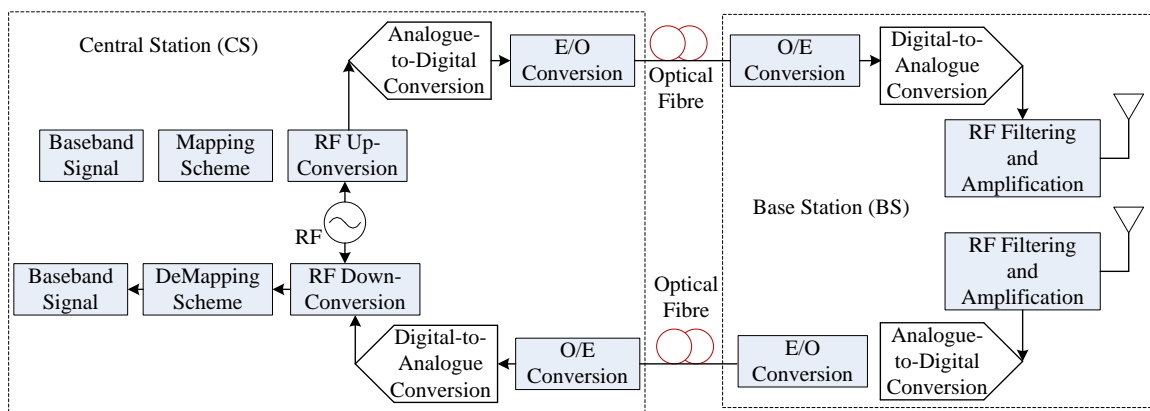 Central Station (CS)
Analogue-
to-Digital
Conversion
E/O
Conversion
Optical
Fibre
O/E
Conversion
Digital-to-
Analogue
Conversion
Baseband
Signal
Mapping
Scheme
RF Up-
Conversion
RF Filtering
and
Amplification
RF
Base Station (BS)
Baseband
Signal
DeMapping
Scheme
RF Down-
Conversion
Optical
Fibre
RF Filtering
and
Amplification
Digital-to-
Analogue
Conversion
O/E
Conversion
E/O
Conversion
Analogue-
to-Digital
Conversion